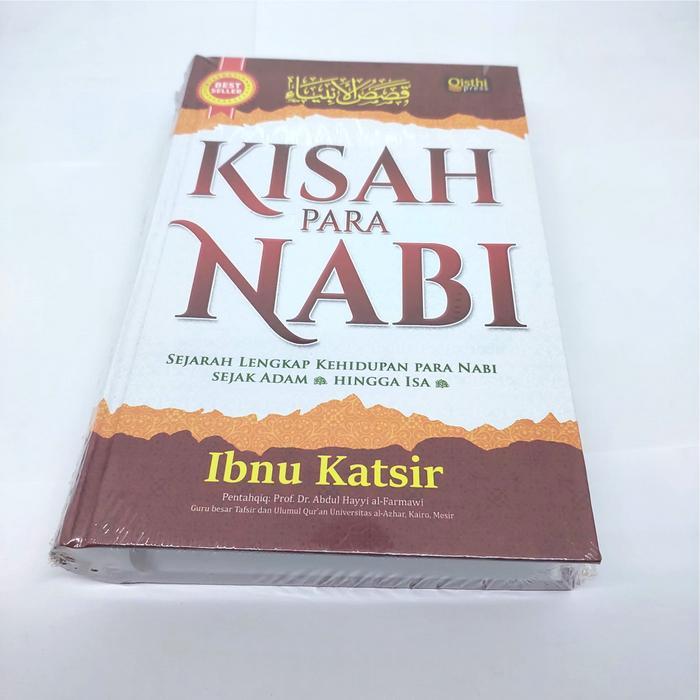 BEST
SELLER
قصص الأنبياء
Qisthi
press
KISAH
PARA
NABI
SEJARAH LENGKAP KEHIDUPAN PARA NABI
SEJAK ADAM HINGGA ISA
Ibnu Katsir
Pentahqiq: Prof. Dr. Abdul Hayyi al-Farmawi
Guru besar Tafsir dan Ulumul Qur'an Universitas al-Azhar, Kairo, Mesir